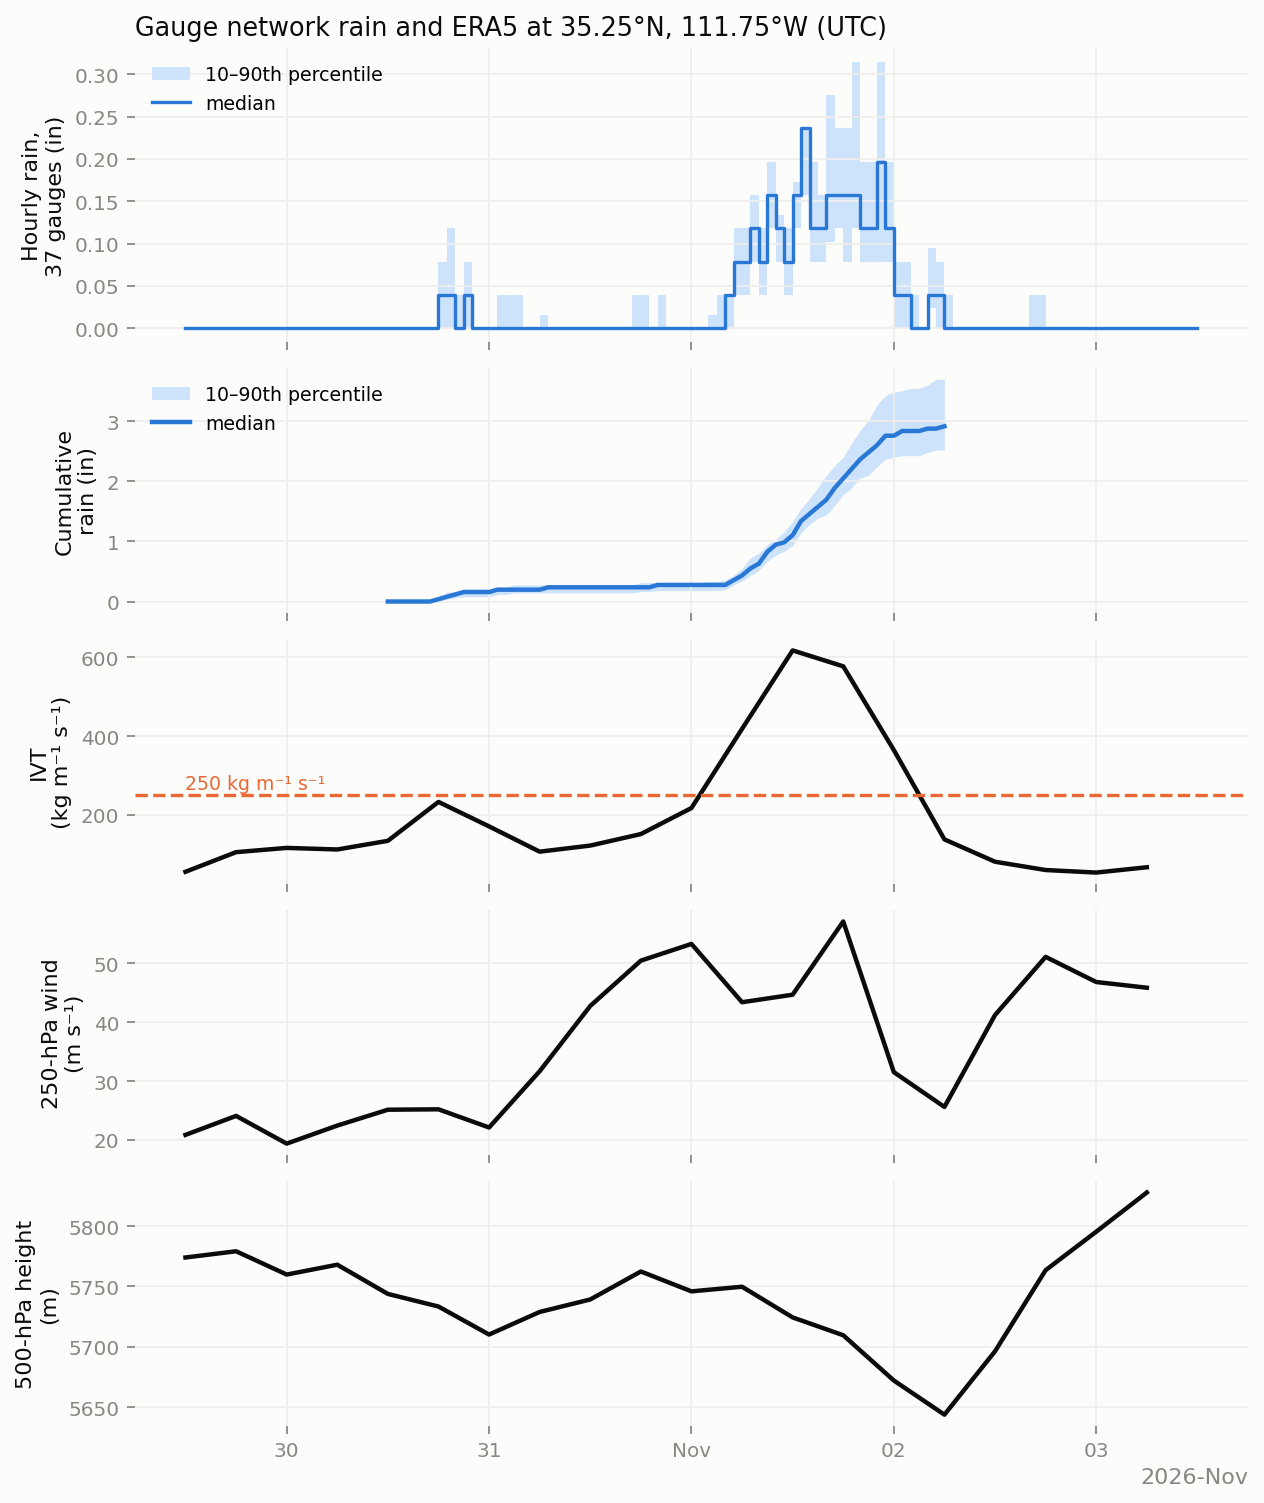 Gauge network rain and ERA5 at 35.25°N, 111.75°W (UTC)
Hourly rain,
37 gauges (in)
0.30
0.25
0.20
0.15
0.10
0.05
0.00
10–90th percentile
median
Cumulative
rain (in)
3
2
1
0
10–90th percentile
median
IVT
(kg m⁻¹ s⁻¹)
600
400
200
250 kg m⁻¹ s⁻¹
250-hPa wind
(m s⁻¹)
50
40
30
20
500-hPa height
(m)
5800
5750
5700
5650
30
31
Nov
02
03
2026-Nov